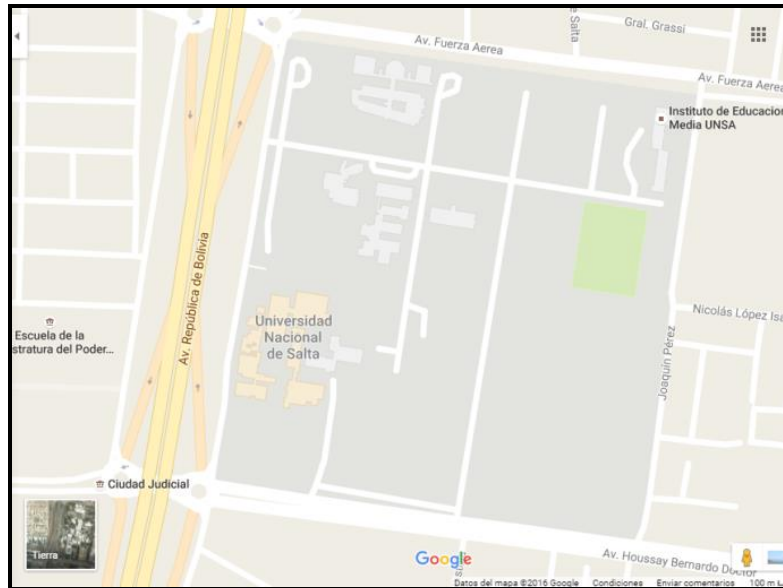 Gral. Grassi
de Salta
Av. Fuerza Aerea
Av. Fuerza Aerea
Instituto de Educacion
Media UNSA
Av. República de Bolivia
Universidad
Nacional
de Salta
Nicolás López Isa
Escuela de la
stratura del Poder...
Joaquín Pérez
Ciudad Judicial
Tierra
Google
Av. Houssay Bernardo Doctor
Datos del mapa ©2016 Google Condiciones Enviar comentarios 100 m